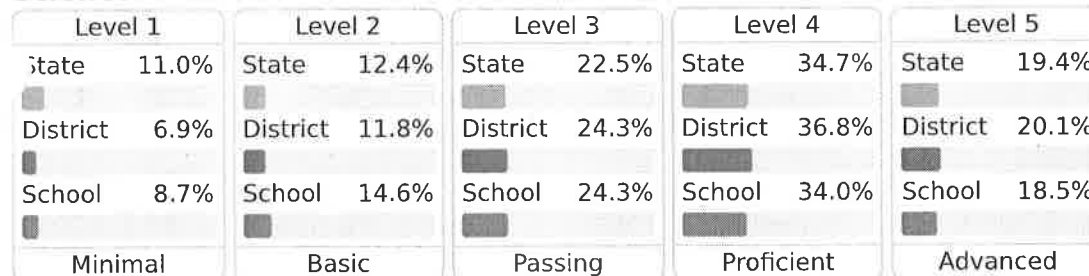 Level 1 Level 2 Level 3 Level 4 Level 5
State 11.0% State 12.4% State 22.5% State 34.7% State 19.4%
District 6.9% District 11.8% District 24.3% District 36.8% District 20.1%
School 8.7% School 14.6% School 24.3% School 34.0% School 18.5%
Minimal Basic Passing Proficient Advanced